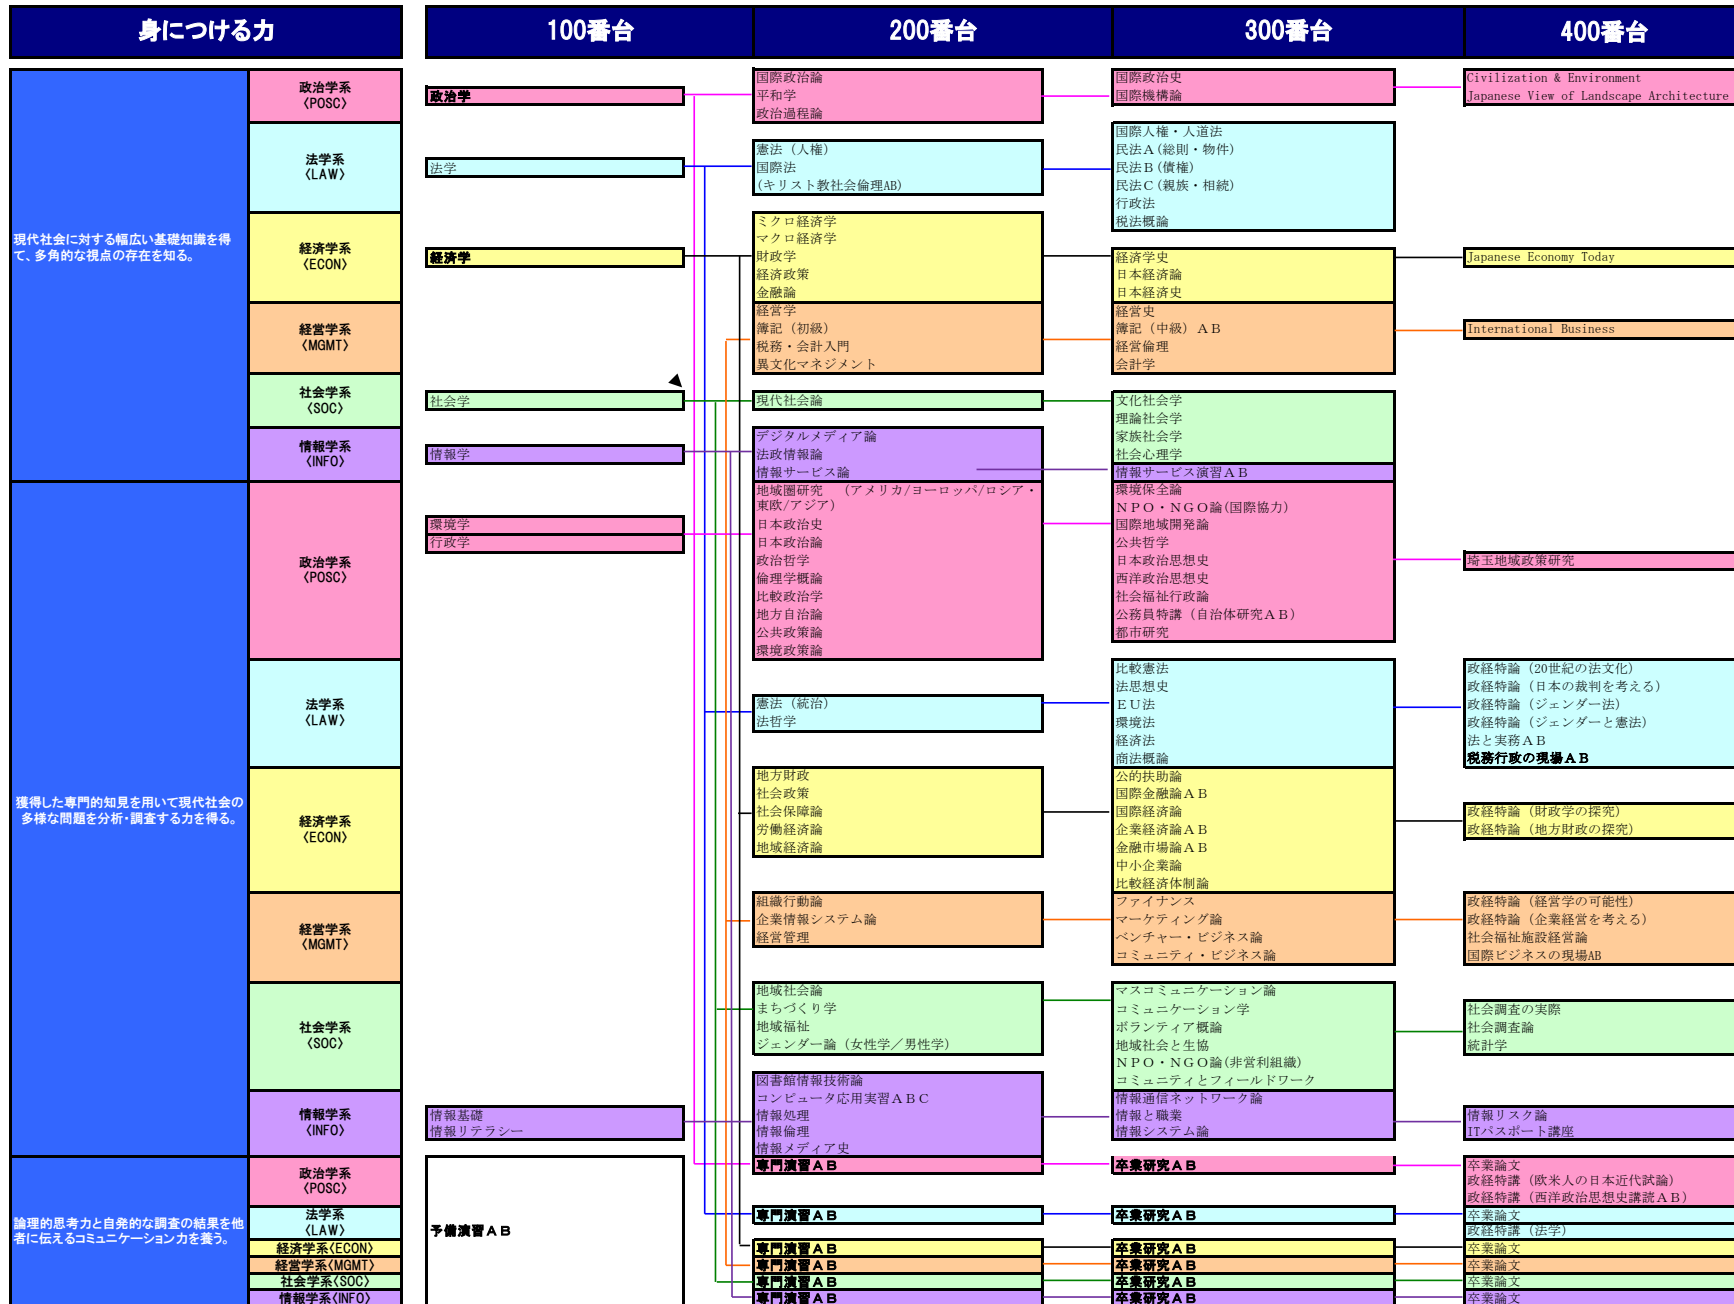 身につける力
100番台
200番台
300番台
400番台
現代社会に対する幅広い基礎知識を得
て、多角的な視点の存在を知る。
政治学系
〈POSC〉
政治学
国際政治論
平和学
政治過程論
国際政治史
国際機構論
Civilization & Environment
Japanese View of Landscape Architecture
法学系
〈LAW〉
法学
憲法（人権）
国際法
(キリスト教社会倫理AB)
国際人権・人道法
民法Ａ(総則・物件)
民法Ｂ(債権)
民法Ｃ(親族・相続)
行政法
税法概論
経済学系
〈ECON〉
経済学
ミクロ経済学
マクロ経済学
財政学
経済政策
金融論
経済学史
日本経済論
日本経済史
Japanese Economy Today
経営学系
〈MGMT〉
経営学
簿記（初級）
税務・会計入門
異文化マネジメント
経営史
簿記（中級）ＡＢ
経営倫理
会計学
International Business
社会学系
〈SOC〉
社会学
現代社会論
文化社会学
理論社会学
家族社会学
社会心理学
情報学系
〈INFO〉
情報学
デジタルメディア論
法政情報論
情報サービス論
情報サービス演習ＡＢ
獲得した専門的知見を用いて現代社会の
多様な問題を分析・調査する力を得る。
政治学系
〈POSC〉
環境学
行政学
地域圏研究　（アメリカ/ヨーロッパ/ロシア・
東欧/アジア）
日本政治史
日本政治論
政治哲学
倫理学概論
比較政治学
地方自治論
公共政策論
環境政策論
環境保全論
ＮＰＯ・ＮＧＯ論(国際協力)
国際地域開発論
公共哲学
日本政治思想史
西洋政治思想史
社会福祉行政論
公務員特講（自治体研究ＡＢ）
都市研究
埼玉地域政策研究
法学系
〈LAW〉
憲法（統治）
法哲学
比較憲法
法思想史
ＥＵ法
環境法
経済法
商法概論
政経特論（20世紀の法文化）
政経特論（日本の裁判を考える）
政経特論（ジェンダー法）
政経特論（ジェンダーと憲法）
法と実務ＡＢ
税務行政の現場ＡＢ
経済学系
〈ECON〉
地方財政
社会政策
社会保障論
労働経済論
地域経済論
公的扶助論
国際金融論ＡＢ
国際経済論
企業経済論ＡＢ
金融市場論ＡＢ
中小企業論
比較経済体制論
政経特論（財政学の探究）
政経特論（地方財政の探究）
経営学系
〈MGMT〉
組織行動論
企業情報システム論
経営管理
ファイナンス
マーケティング論
ベンチャー・ビジネス論
コミュニティ・ビジネス論
政経特論（経営学の可能性）
政経特論（企業経営を考える）
社会福祉施設経営論
国際ビジネスの現場AB
社会学系
〈SOC〉
地域社会論
まちづくり学
地域福祉
ジェンダー論（女性学／男性学）
マスコミュニケーション論
コミュニケーション学
ボランティア概論
地域社会と生協
ＮＰＯ・ＮＧＯ論(非営利組織)
コミュニティとフィールドワーク
社会調査の実際
社会調査論
統計学
情報学系
〈INFO〉
情報基礎
情報リテラシー
図書館情報技術論
コンピュータ応用実習ＡＢＣ
情報処理
情報倫理
情報メディア史
情報通信ネットワーク論
情報と職業
情報システム論
情報リスク論
ITパスポート講座
論理的思考力と自発的な調査の結果を他
者に伝えるコミュニケーション力を養う。
予備演習ＡＢ
政治学系
〈POSC〉
専門演習ＡＢ
卒業研究ＡＢ
卒業論文
政経特講（欧米人の日本近代試論）
政経特講（西洋政治思想史講読ＡＢ）
法学系
〈LAW〉
専門演習ＡＢ
卒業研究ＡＢ
卒業論文
政経特講（法学）
経済学系〈ECON〉
専門演習ＡＢ
卒業研究ＡＢ
卒業論文
経営学系〈MGMT〉
専門演習ＡＢ
卒業研究ＡＢ
卒業論文
社会学系〈SOC〉
専門演習ＡＢ
卒業研究ＡＢ
卒業論文
情報学系〈INFO〉
専門演習ＡＢ
卒業研究ＡＢ
卒業論文